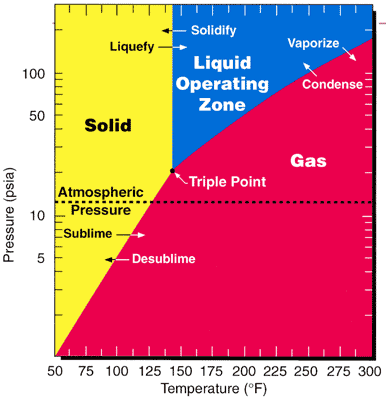 Solidify
Liquefy
Vaporize
Liquid
Operating
Zone
Condense
100
50
Solid
Gas
Triple Point
Atmospheric
Pressure
10
Sublime
5
Desublime
Pressure (psia)
50 75 100 125 150 175 200 225 250 275 300
Temperature (°F)